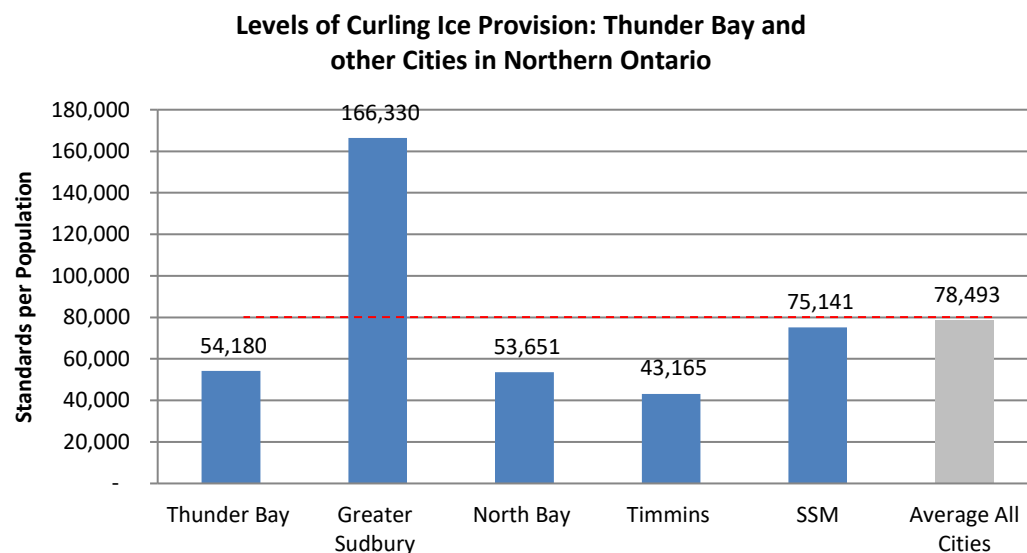 Levels of Curling Ice Provision: Thunder Bay and
other Cities in Northern Ontario
Standards per Population
180,000
160,000
140,000
120,000
100,000
80,000
60,000
40,000
20,000
-
54,180
166,330
53,651
43,165
75,141
78,493
Thunder Bay
Greater
Sudbury
North Bay
Timmins
SSM
Average All
Cities